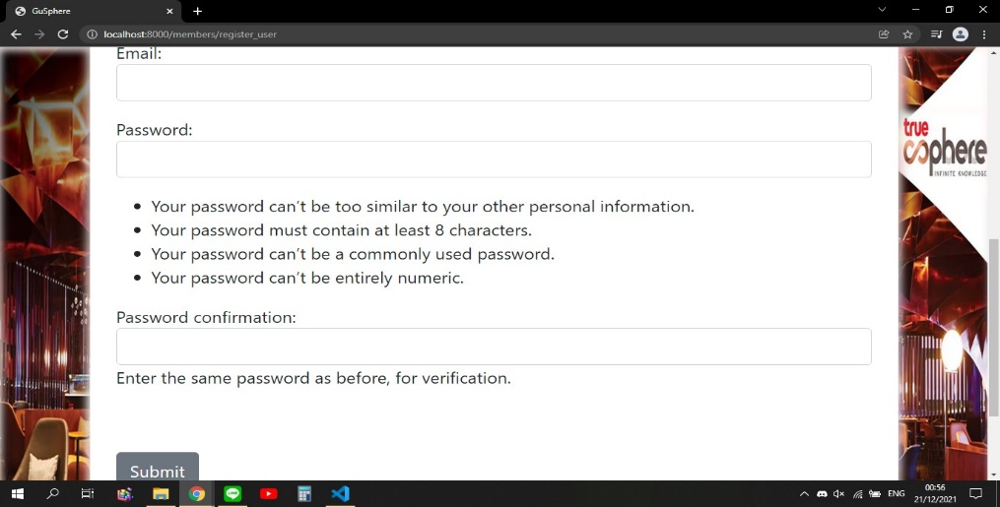 GuSphere
localhost:8000/members/register_user
Email:
Password:
• Your password can't be too similar to your other personal information.
• Your password must contain at least 8 characters.
• Your password can't be a commonly used password.
• Your password can't be entirely numeric.
Password confirmation:
Enter the same password as before, for verification.
Submit
true
sphere
INFINITE KNOWLEDGE
ENG
00:56
21/12/2021